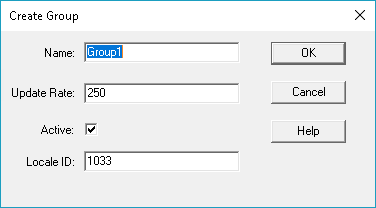 Create Group
Name: Group1 OK
Update Rate: 250 Cancel
Active: Help
Locale ID: 1033